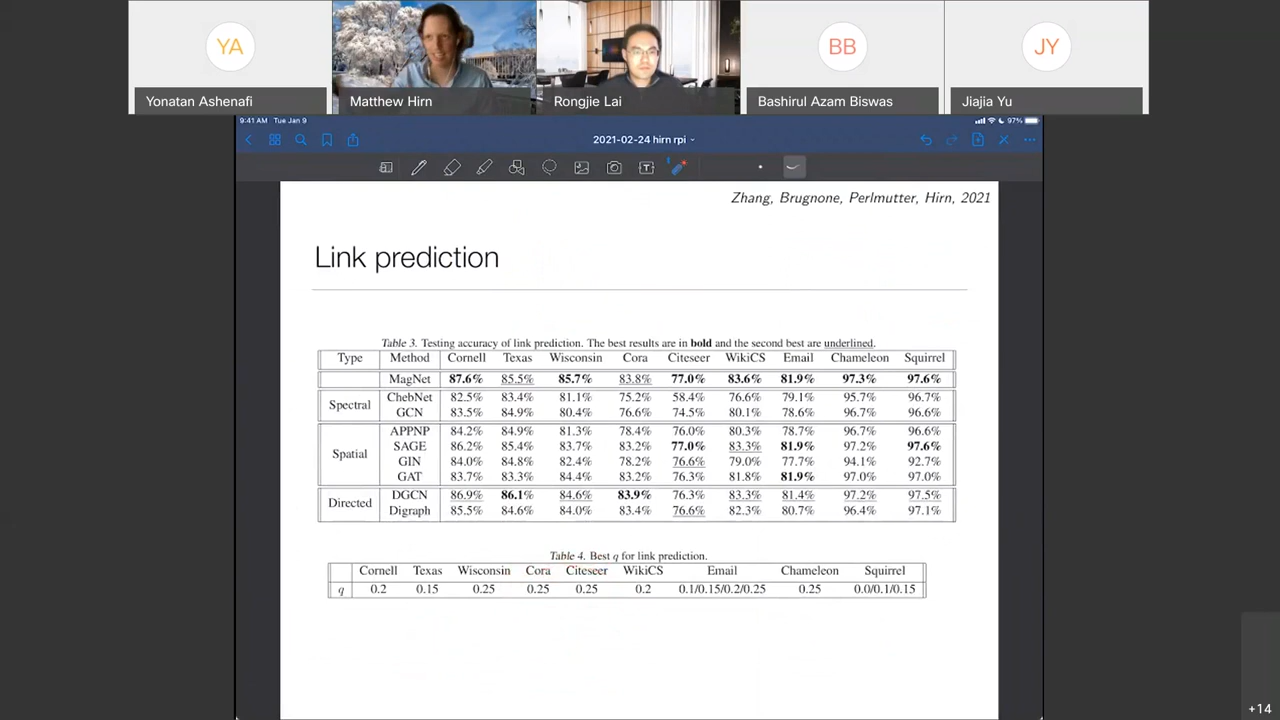 YA
BB
JY
Yonatan Ashenafi
Matthew Hirn
Rongjie Lai
Bashirul Azam Biswas
Jiajia Yu
9:41 AM Tue Jan 9
97%
2021-02-24 hirn rpi
T
Zhang, Brugnone, Perlmutter, Hirn, 2021
Link prediction
Table 3. Testing accuracy of link prediction. The best results are in bold and the second best are underlined.
Type Method Cornell Texas Wisconsin Cora Citeseer WikiCS Email Chameleon Squirrel
MagNet 87.6% 85.5% 85.7% 83.8% 77.0% 83.6% 81.9% 97.3% 97.6%
Spectral
ChebNet 82.5% 83.4% 81.1% 75.2% 58.4% 76.6% 79.1% 95.7% 96.7%
GCN 83.5% 84.9% 80.4% 76.6% 74.5% 80.1% 78.6% 96.7% 96.6%
Spatial
APPNP 84.2% 84.9% 81.3% 78.4% 76.0% 80.3% 78.7% 96.7% 96.6%
SAGE 86.2% 85.4% 83.7% 83.2% 77.0% 83.3% 81.9% 97.2% 97.6%
GIN 84.0% 84.8% 82.4% 78.2% 76.6% 79.0% 77.7% 94.1% 92.7%
GAT 83.7% 83.3% 84.4% 83.2% 76.3% 81.8% 81.9% 97.0% 97.0%
Directed
DGCN 86.9% 86.1% 84.6% 83.9% 76.3% 83.3% 81.4% 97.2% 97.5%
Digraph 85.5% 84.6% 84.0% 83.4% 76.6% 82.3% 80.7% 96.4% 97.1%
Table 4. Best q for link prediction.
Cornell Texas Wisconsin Cora Citeseer WikiCS Email Chameleon Squirrel
q 0.2 0.15 0.25 0.25 0.25 0.2 0.1/0.15/0.2/0.25 0.25 0.0/0.1/0.15
+14